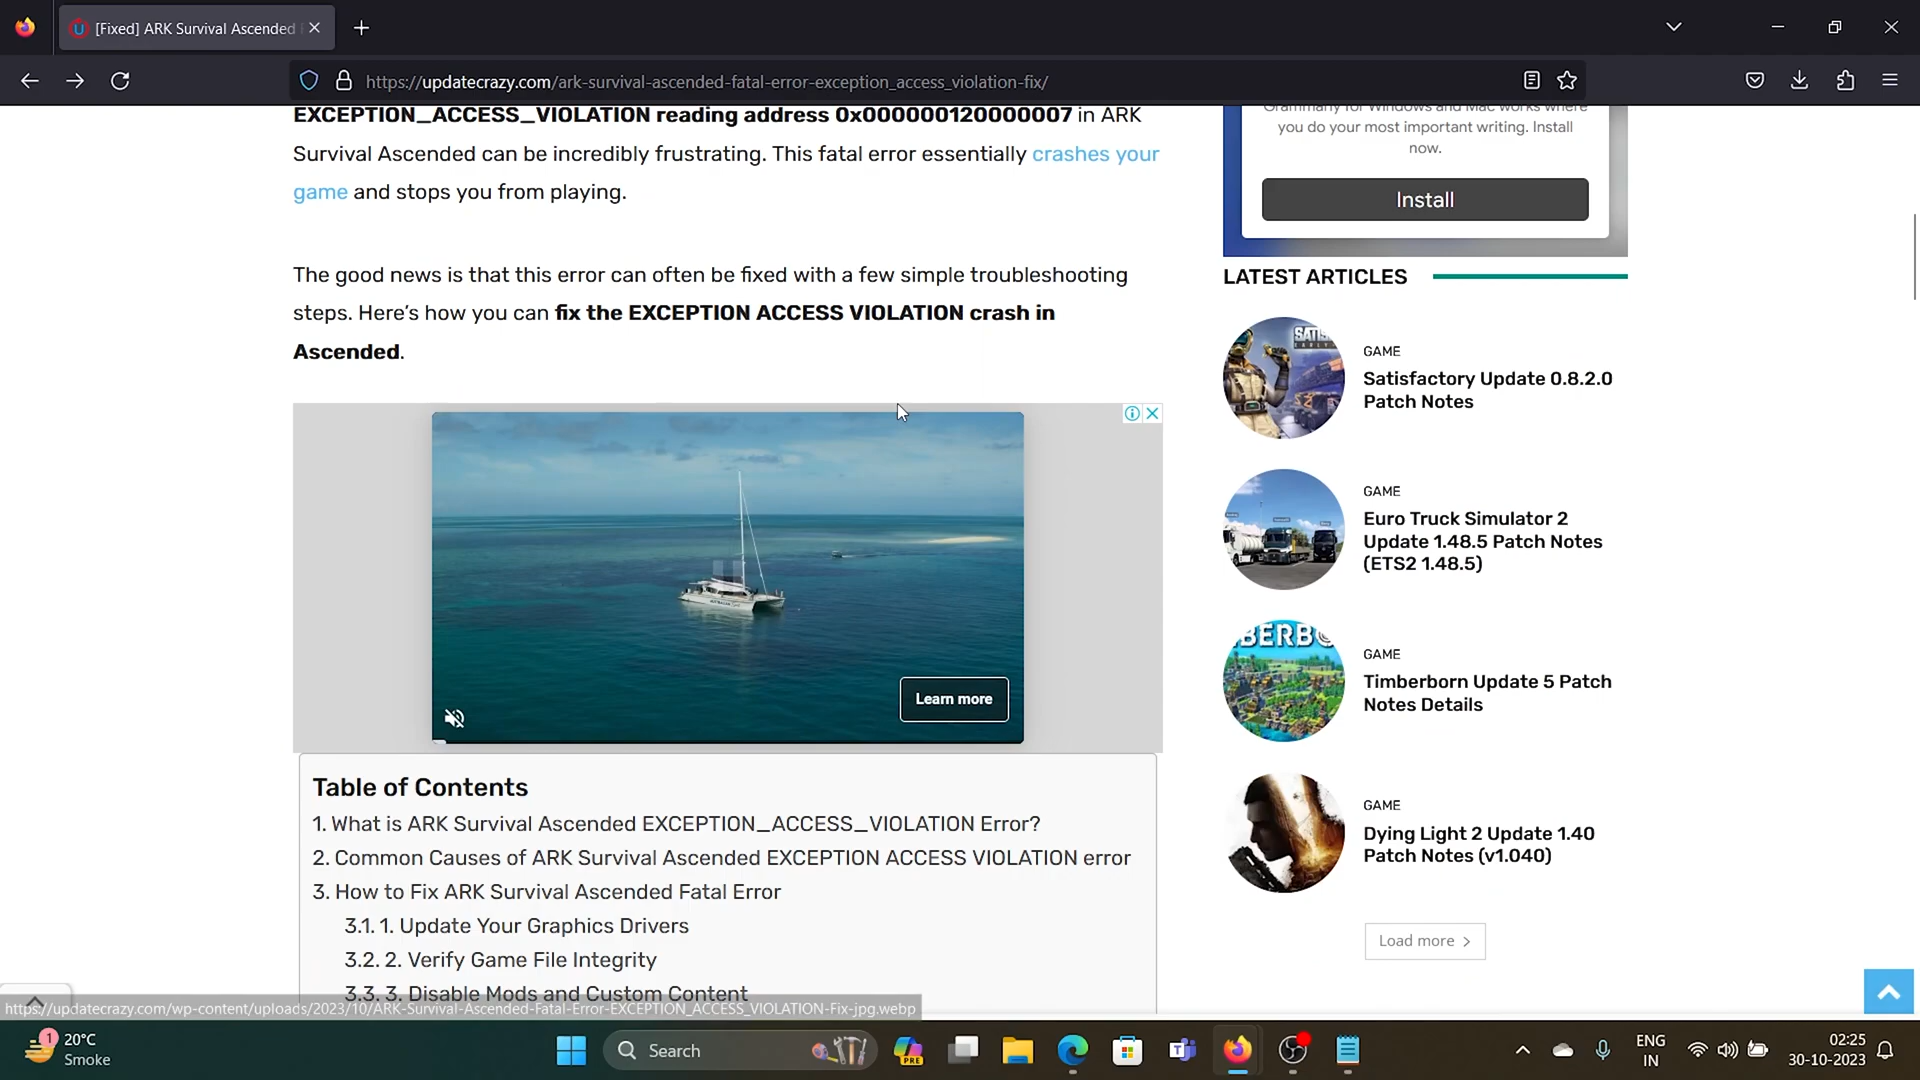 [Fixed] ARK Survival Ascended
https://updatecrazy.com/ark-survival-ascended-fatal-error-exception_access_violation-fix/
EXCEPTION_ACCESS_VIOLATION reading address 0x000000120000007 in ARK
Survival Ascended can be incredibly frustrating. This fatal error essentially crashes your
game and stops you from playing.
The good news is that this error can often be fixed with a few simple troubleshooting
steps. Here’s how you can fix the EXCEPTION ACCESS VIOLATION crash in
Ascended.
Learn more
Table of Contents
1. What is ARK Survival Ascended EXCEPTION_ACCESS_VIOLATION Error?
2. Common Causes of ARK Survival Ascended EXCEPTION ACCESS VIOLATION error
3. How to Fix ARK Survival Ascended Fatal Error
3.1. 1. Update Your Graphics Drivers
3.2. 2. Verify Game File Integrity
3.3. 3. Disable Mods and Custom Content
Grammarly for Windows and Mac works where
you do your most important writing. Install
now.
Install
LATEST ARTICLES
GAME
Satisfactory Update 0.8.2.0
Patch Notes
GAME
Euro Truck Simulator 2
Update 1.48.5 Patch Notes
(ETS2 1.48.5)
GAME
Timberborn Update 5 Patch
Notes Details
GAME
Dying Light 2 Update 1.40
Patch Notes (v1.040)
Load more
https://updatecrazy.com/wp-content/uploads/2023/10/ARK-Survival-Ascended-Fatal-Error-EXCEPTION_ACCESS_VIOLATION-Fix-jpg.webp
1
20°C
Smoke
Search
PRE
ENG
IN
02:25
30-10-2023